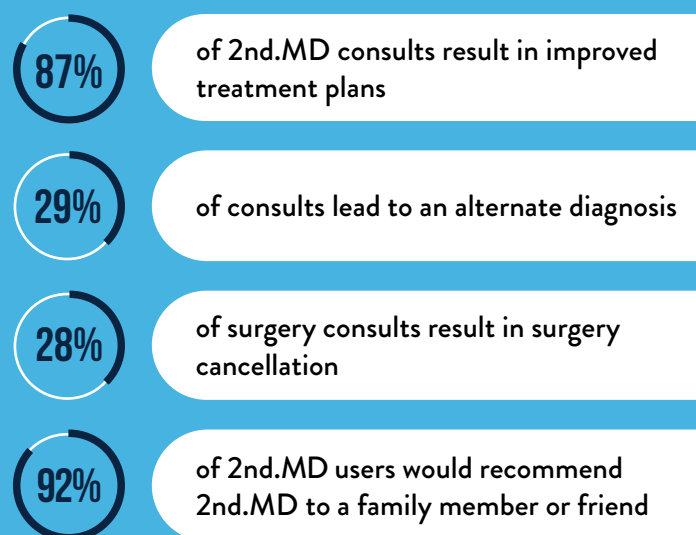 87%
of 2nd.MD consults result in improved
treatment plans
29%
of consults lead to an alternate diagnosis
28%
of surgery consults result in surgery
cancellation
92%
of 2nd.MD users would recommend
2nd.MD to a family member or friend